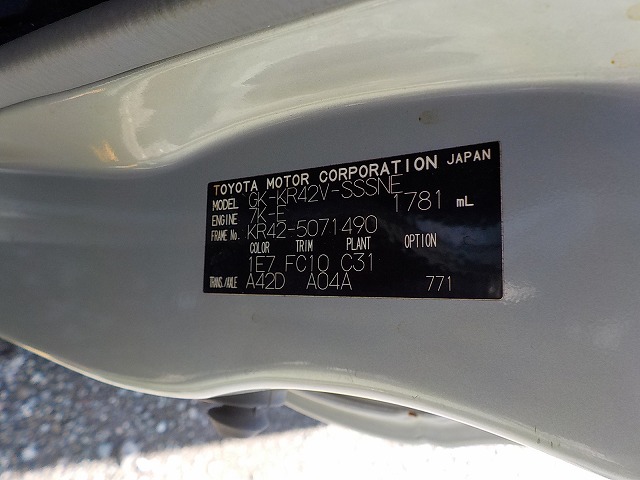 TOYOTA MOTOR CORPORATION JAPAN
MODEL GK-KR42V-SSSNE
ENGINE 7K-E 1781 mL
FRAME No. KR42-5071490
COLOR TRIM PLANT OPTION
1E7 FC10 C31
TRANS./AXLE A42D A04A 771